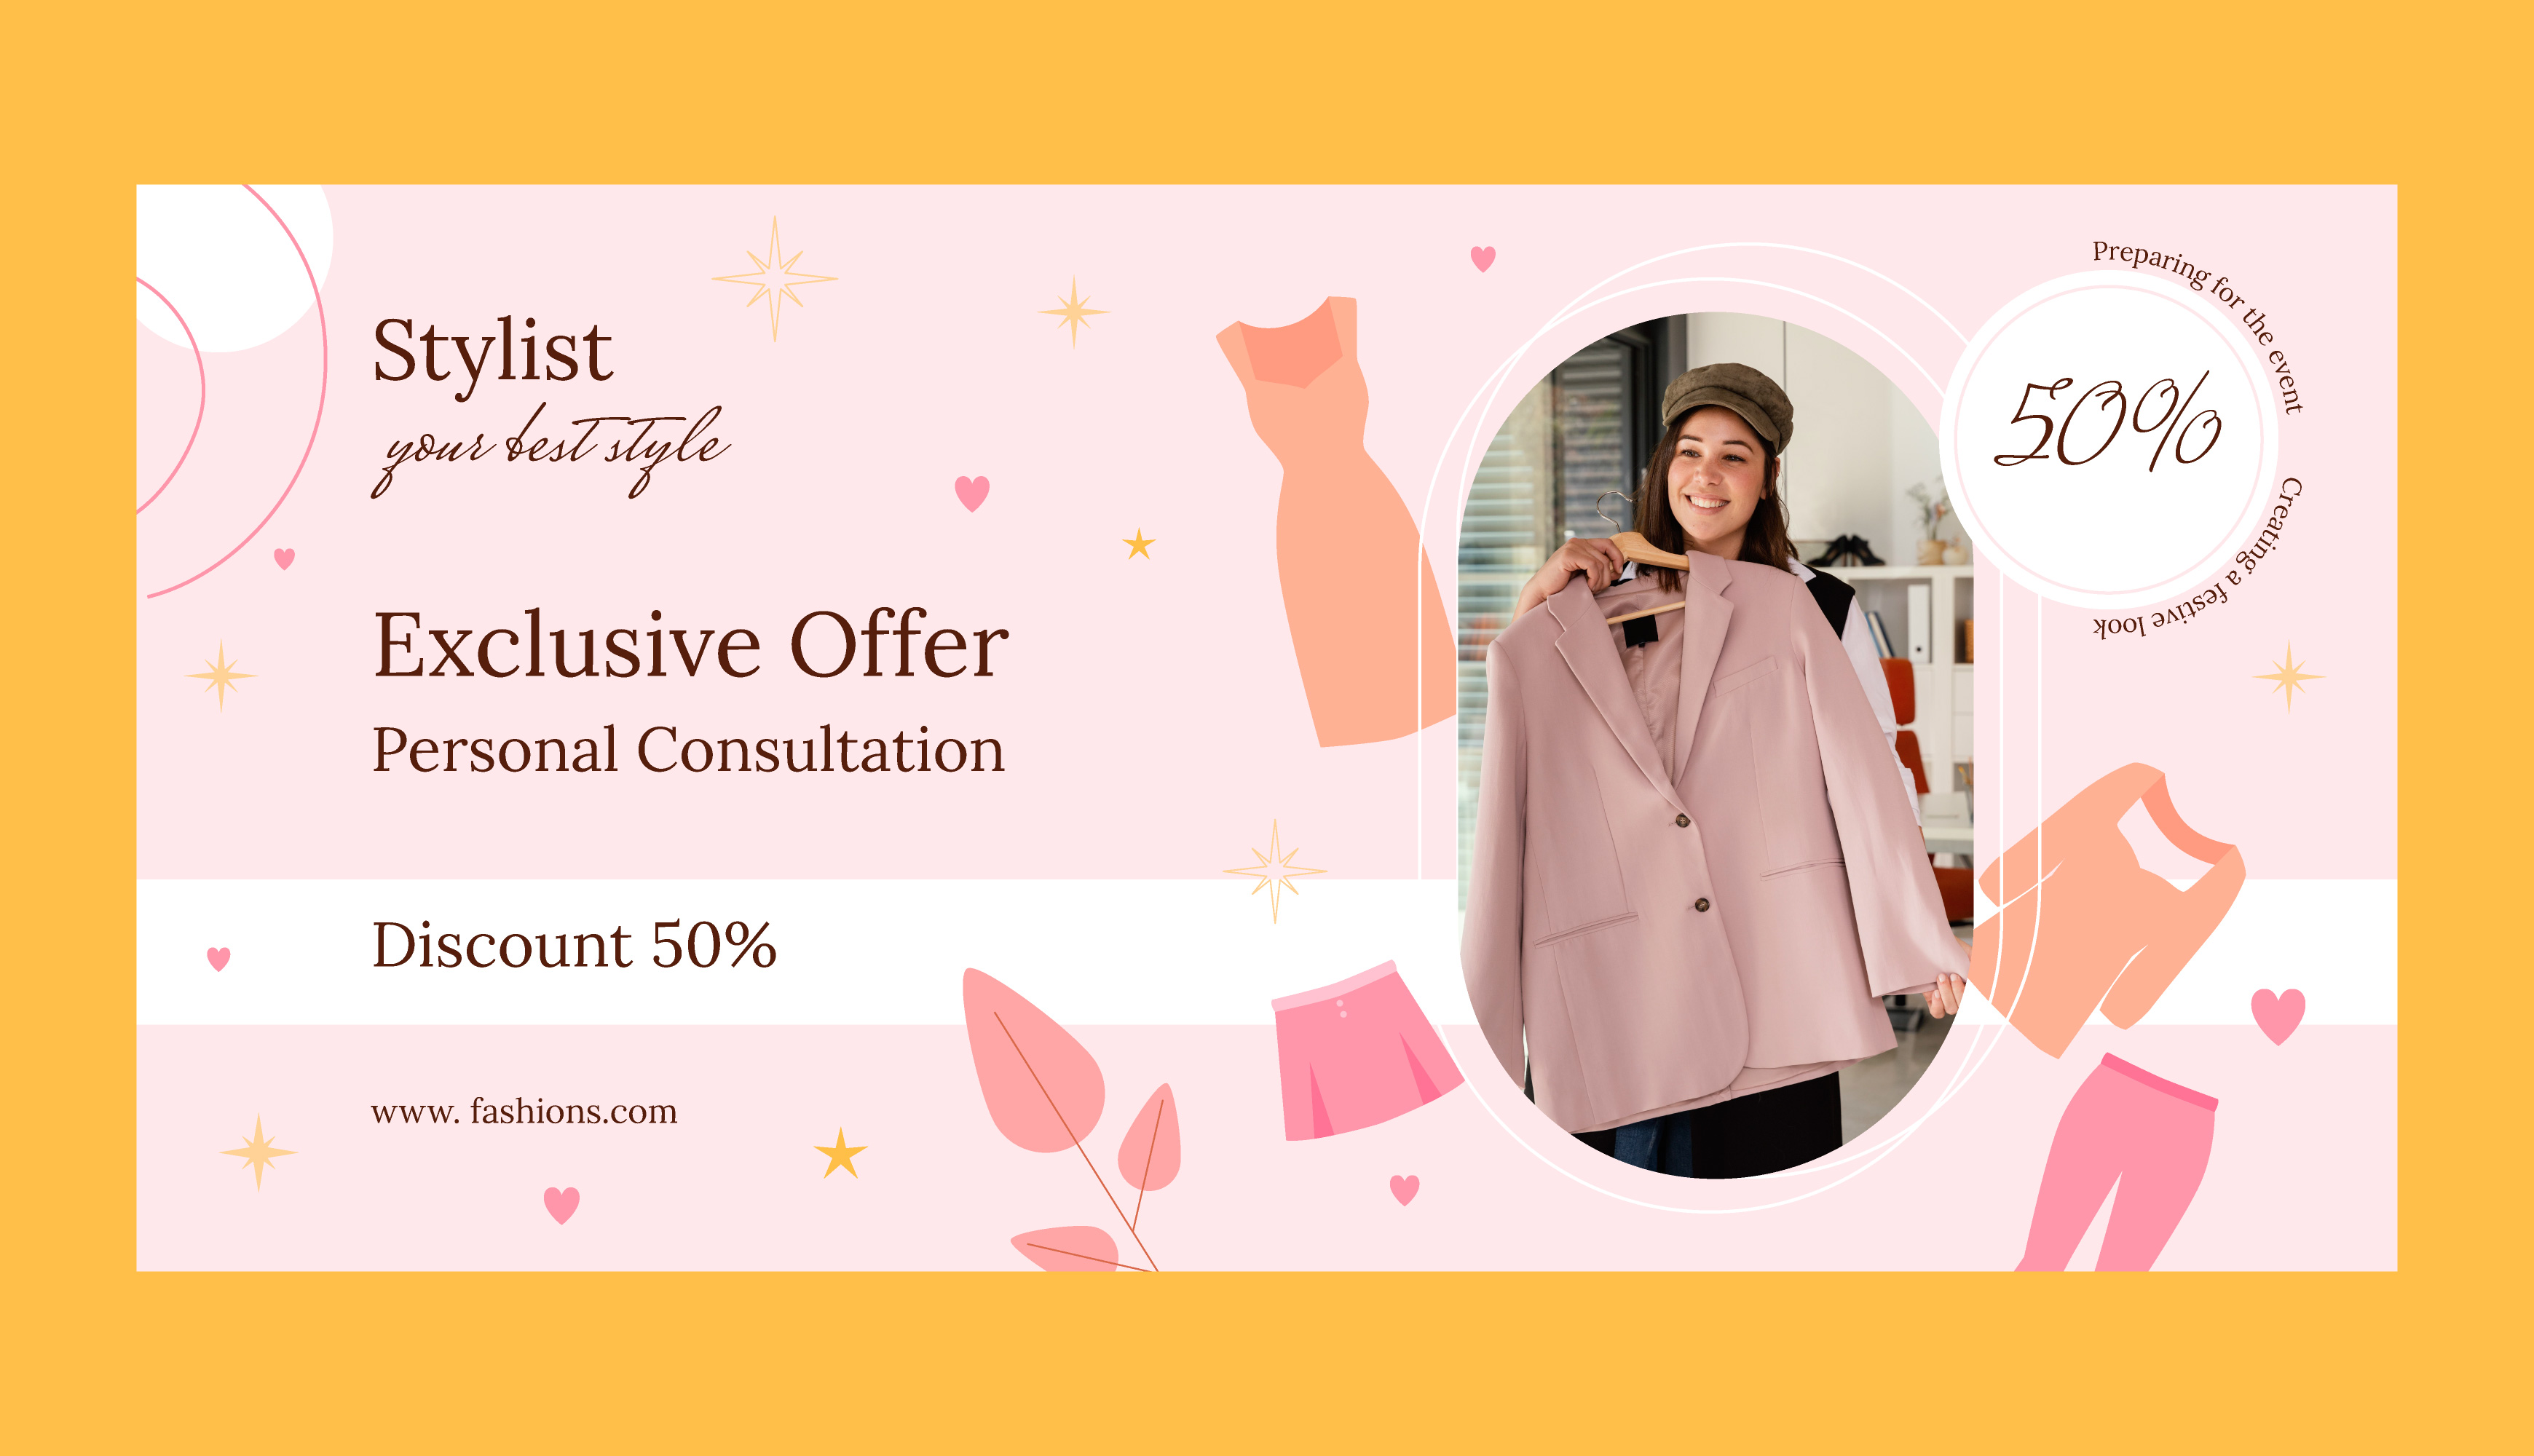 Stylist
your best style
Exclusive Offer
Personal Consultation
Discount 50%
www. fashions.com
Preparing for the event
50%
Creating a festive look